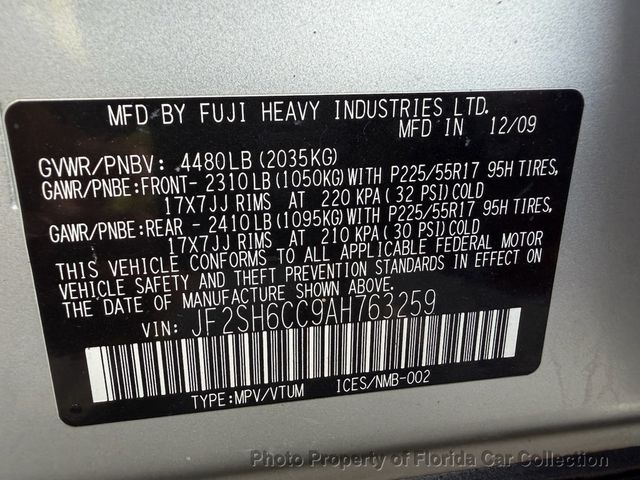 MFD BY FUJI HEAVY INDUSTRIES LTD.
MFD IN 12/09
GVWR/PNBV: 4480LB (2035KG)
GAWR/PNBE:FRONT- 2310LB (1050KG)WITH P225/55R17 95H TIRES,
17X7JJ RIMS AT 220 KPA (32 PSI)COLD
GAWR/PNBE:REAR - 2410LB (1095KG)WITH P225/55R17 95H TIRES,
17X7JJ RIMS AT 210 KPA (30 PSI)COLD
THIS VEHICLE CONFORMS TO ALL APPLICABLE FEDERAL MOTOR
VEHICLE SAFETY AND THEFT PREVENTION STANDARDS IN EFFECT ON
THE DATE OF MANUFACTURE SHOWN ABOVE.
VIN: JF2SH6CC9AH763259
TYPE:MPV/VTUM ICES/NMB-002
Photo Property of Florida Car Collection